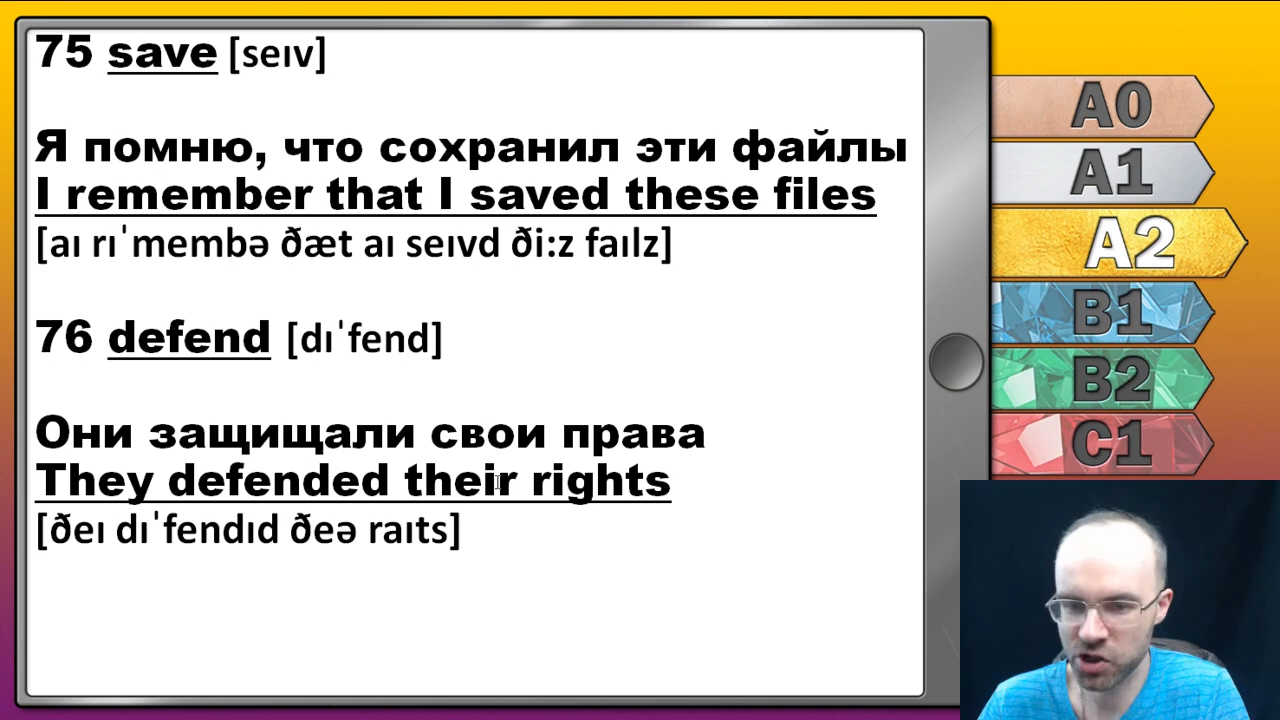 75 save [seɪv]
Я помню, что сохранил эти файлы
I remember that I saved these files
[aɪ rɪˈmembə ðæt aɪ seɪvd ði:z faɪlz]
76 defend [dɪˈfend]
Они защищали свои права
They defended their rights
[ðeɪ dɪˈfendɪd ðeə raɪts]
A0
A1
A2
B1
B2
C1